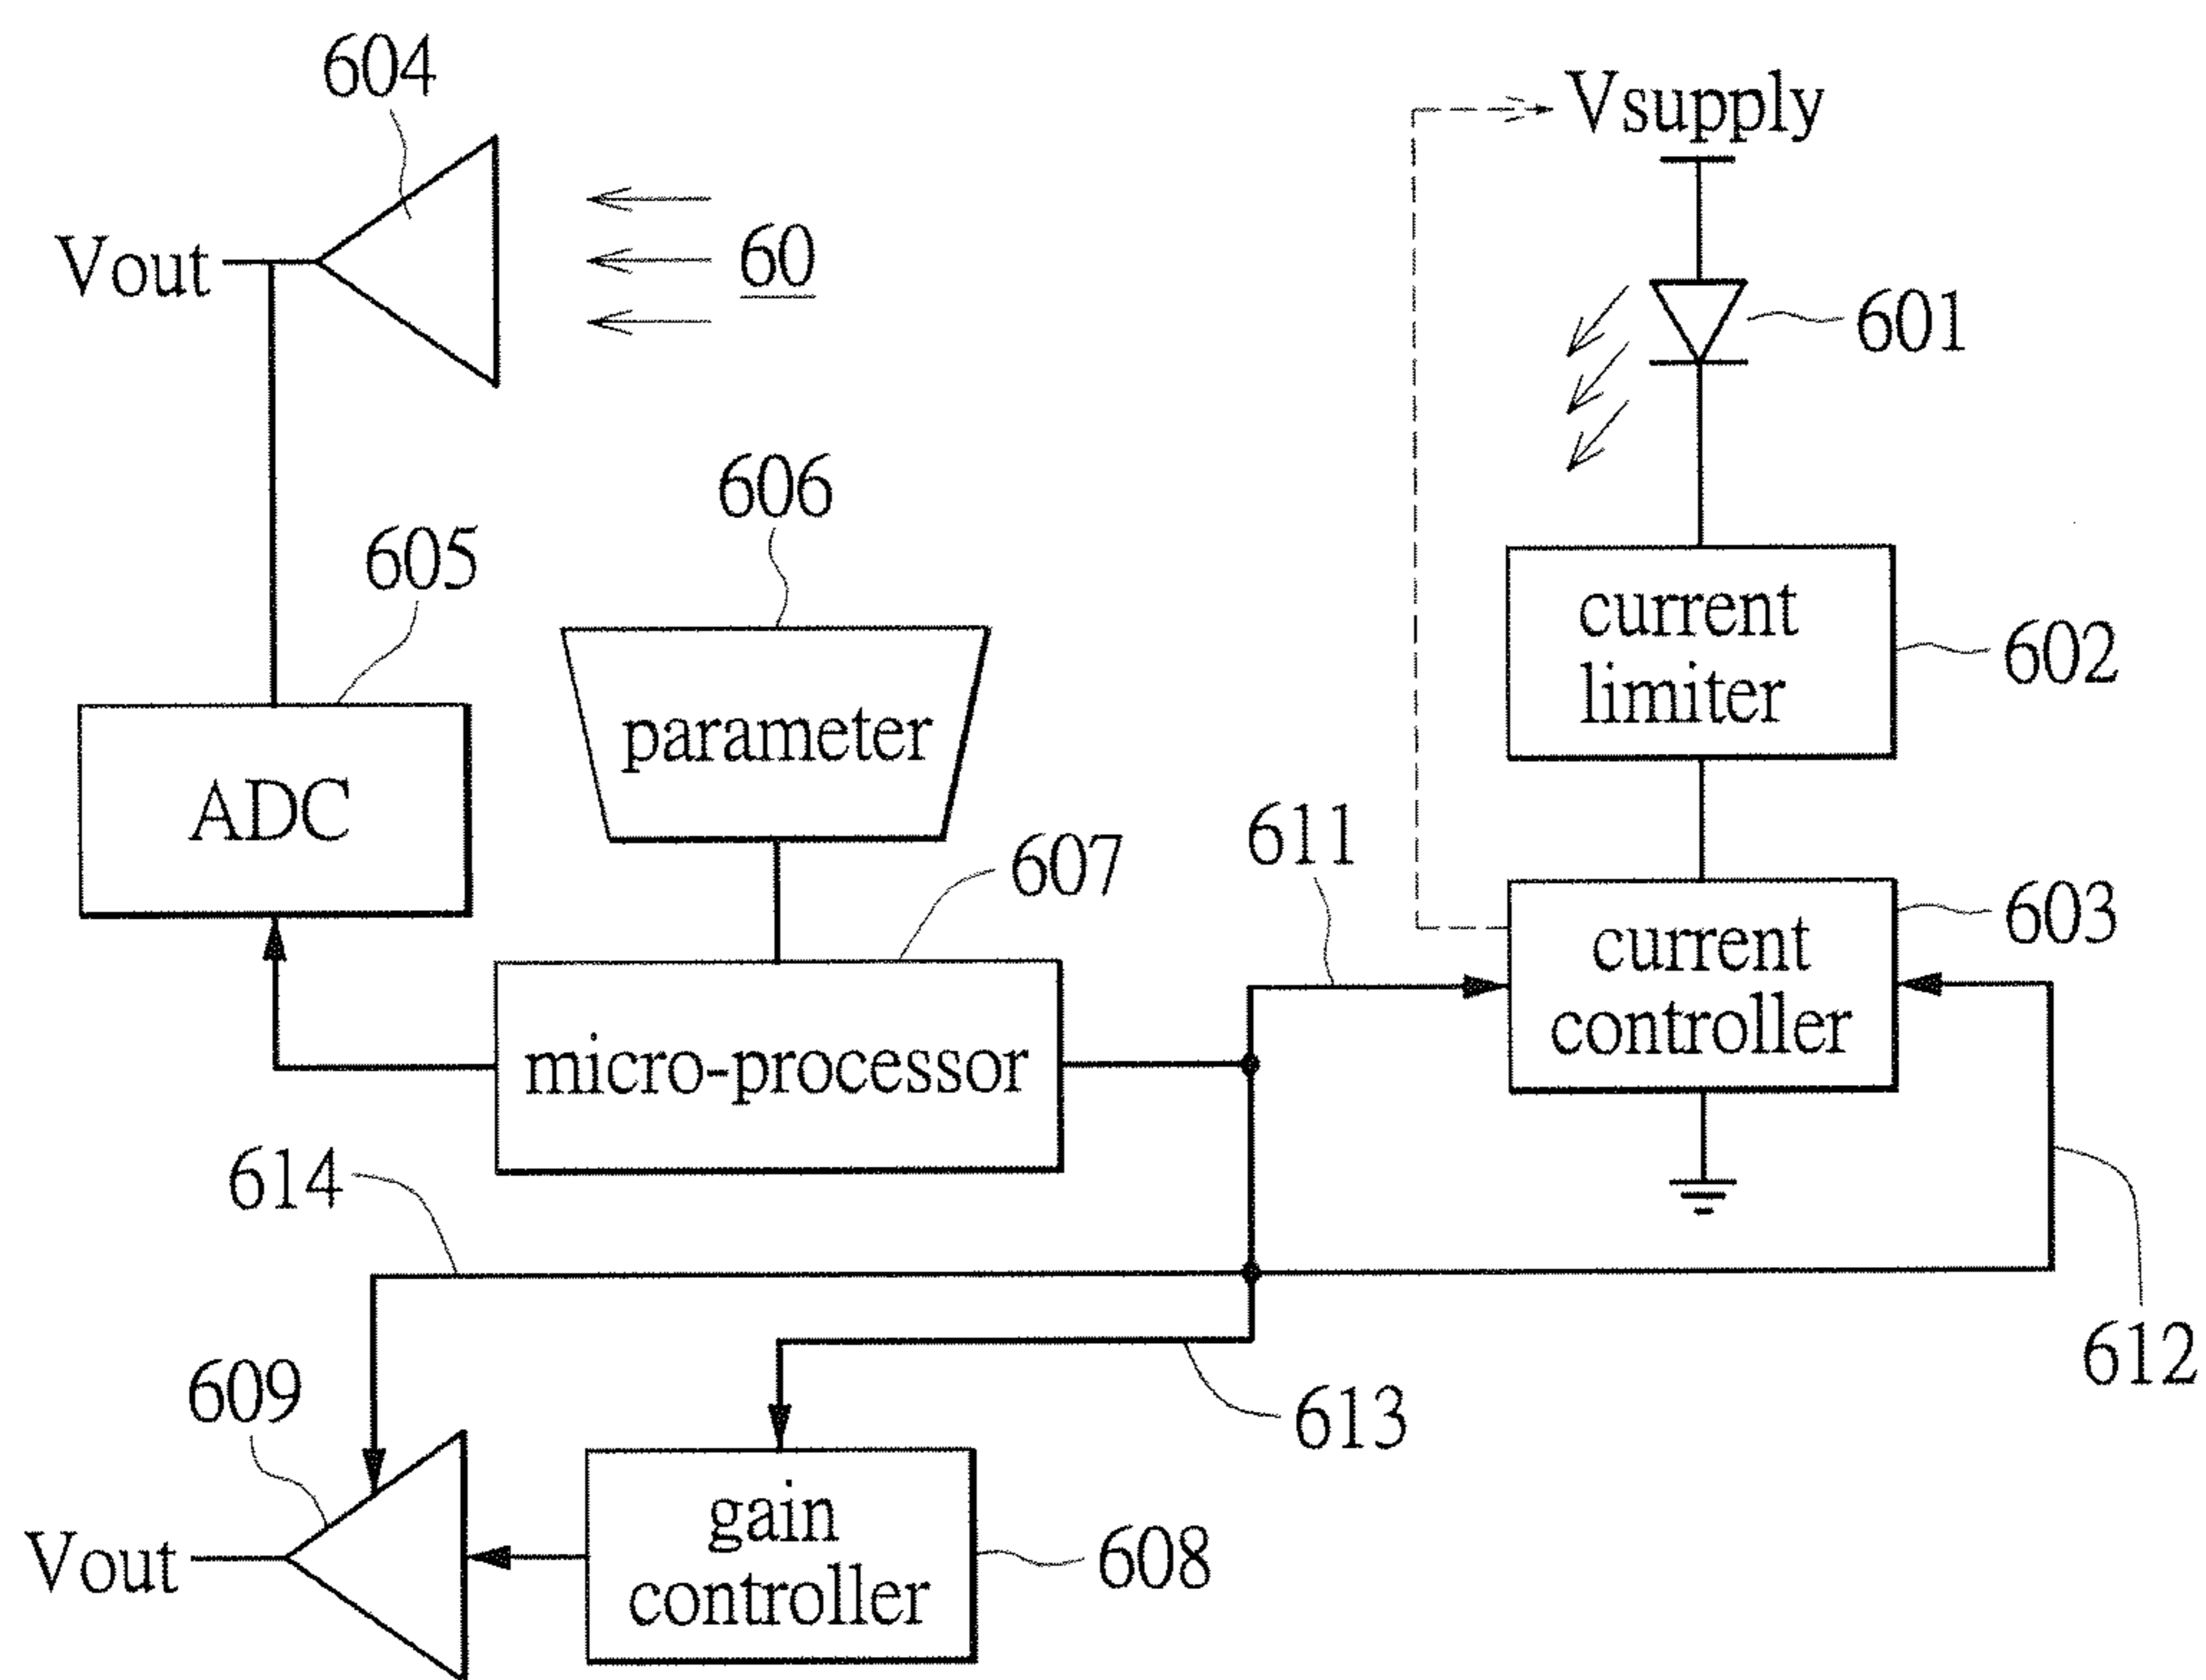 604
Vsupply
Vout
60
601
606
605
current
limiter
602
parameter
ADC
611
607
603
current
controller
micro-processor
614
612
609
613
gain
controller
608
Vout